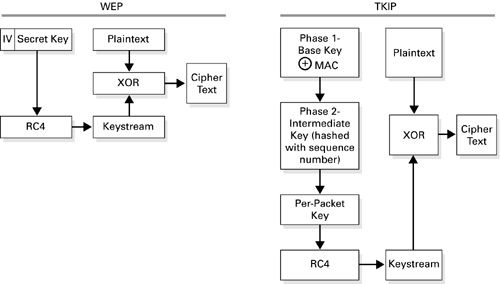 WEP
IV Secret Key
Plaintext
XOR
Cipher
Text
RC4
Keystream
TKIP
Phase 1-
Base Key
⊕ MAC
Plaintext
Phase 2-
Intermediate
Key (hashed
with sequence
number)
XOR
Cipher
Text
Per-Packet
Key
RC4
Keystream